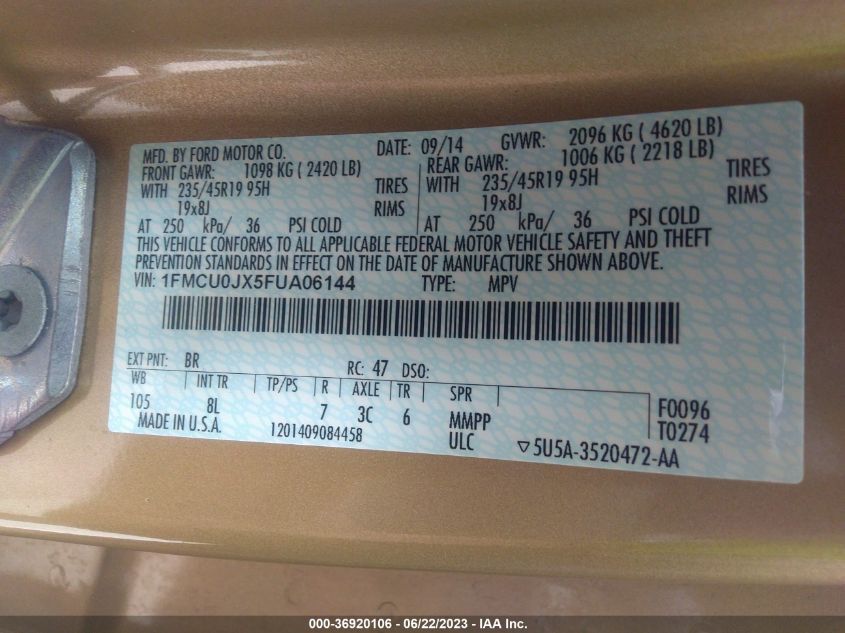 MFD. BY FORD MOTOR CO. DATE: 09/14 GVWR: 2096 KG ( 4620 LB)
FRONT GAWR: 1098 KG ( 2420 LB) REAR GAWR: 1006 KG ( 2218 LB)
WITH 235/45R19 95H TIRES WITH 235/45R19 95H TIRES
19x8J RIMS 19x8J RIMS
AT 250 kPa/ 36 PSI COLD AT 250 kPa/ 36 PSI COLD
THIS VEHICLE CONFORMS TO ALL APPLICABLE FEDERAL MOTOR VEHICLE SAFETY AND THEFT
PREVENTION STANDARDS IN EFFECT ON THE DATE OF MANUFACTURE SHOWN ABOVE.
VIN: 1FMCU0JX5FUA06144 TYPE: MPV
EXT PNT: BR RC: 47 DSO:
WB INT TR TP/PS R AXLE TR SPR
105 8L 7 3C 6 MMPP F0096
MADE IN U.S.A. 1201409084458 ULC T0274
▽5U5A-3520472-AA
000-36920106 - 06/22/2023 - IAA Inc.